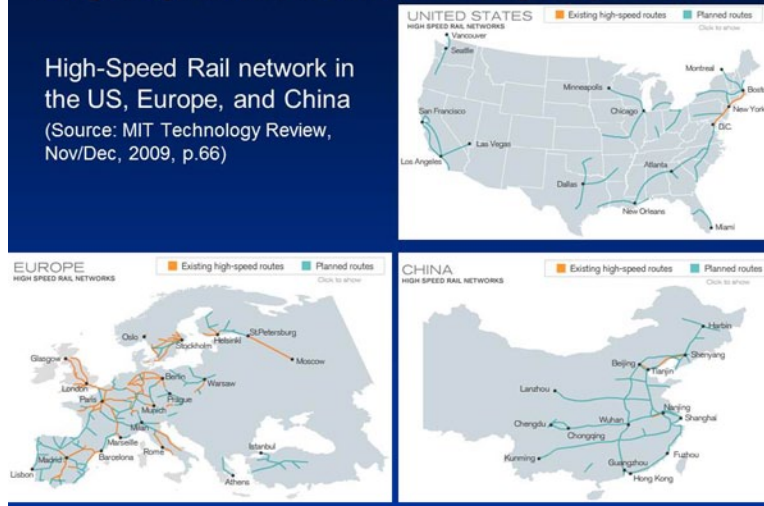 High-Speed Rail network in
the US, Europe, and China
(Source: MIT Technology Review,
Nov/Dec, 2009, p.66)
UNITED STATES
HIGH SPEED RAIL NETWORKS
Existing high-speed routes
Planned routes
Click to show
Vancouver
Seattle
Montreal
Minneapolis
Bost
New York
Chicago
San Francisco
D.C.
Las Vegas
Los Angeles
Atlanta
Dallas
New Orleans
Miami
EUROPE
HIGH SPEED RAIL NETWORKS
Existing high-speed routes
Planned routes
Click to show
Oslo
Helsinki
St.Petersburg
Stockholm
Glasgow
Moscow
London
Berlin
Warsaw
Paris
Prague
Munich
Milan
Marseille
Istanbul
Madrid
Barcelona
Rome
Lisbon
Athens
CHINA
HIGH SPEED RAIL NETWORKS
Existing high-speed routes
Planned routes
Click to show
Harbin
Shenyang
Beijing
Tianjin
Lanzhou
Nanjing
Shanghai
Chengdu
Wuhan
Chongqing
Kunming
Fuzhou
Guangzhou
Hong Kong